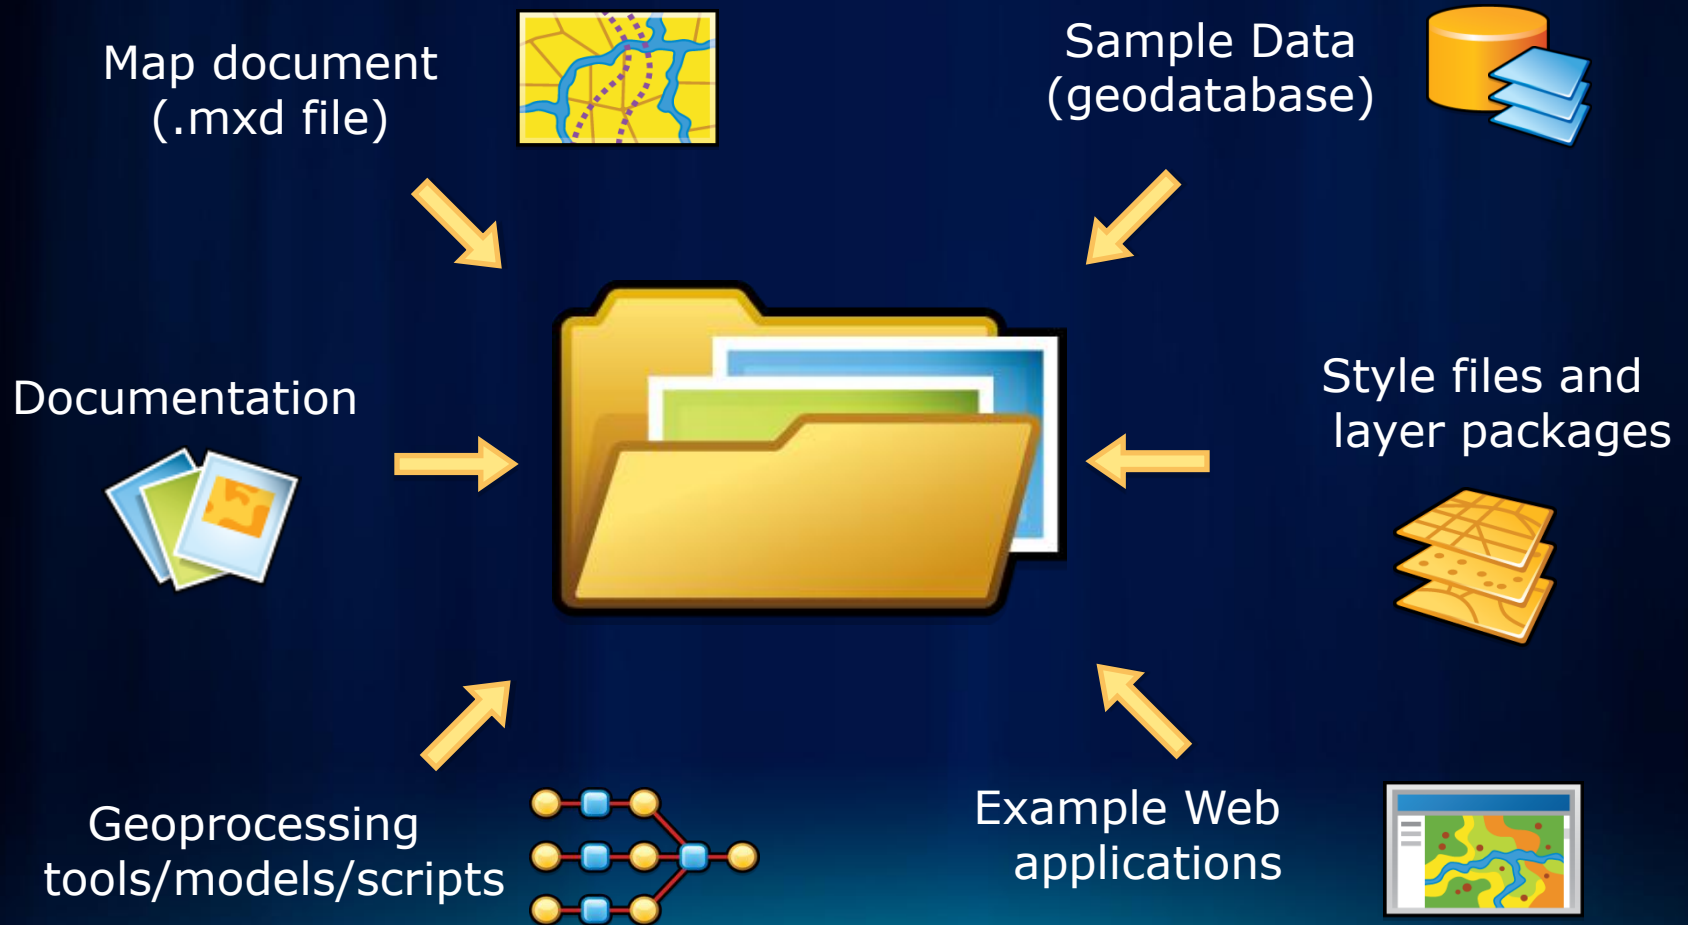 Map document
(.mxd file)
Sample Data
(geodatabase)
Documentation
Style files and
layer packages
Geoprocessing
tools/models/scripts
Example Web
applications